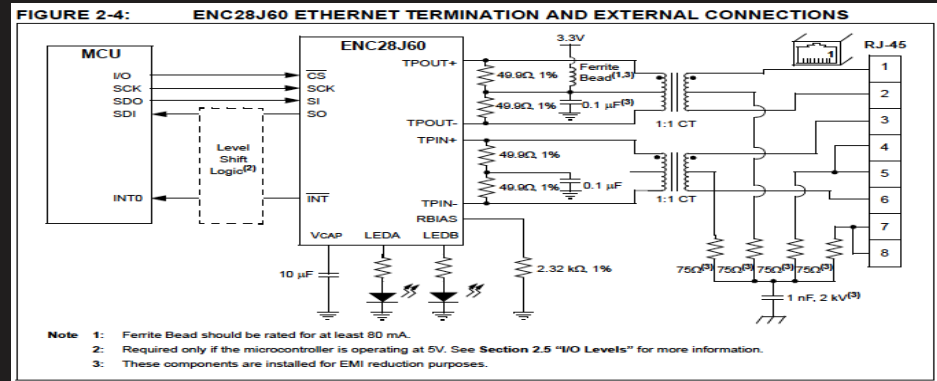 FIGURE 2-4: ENC28J60 ETHERNET TERMINATION AND EXTERNAL CONNECTIONS
MCU
I/O
SCK
SDO
SDI
INT0
Level
Shift
Logic(2)
ENC28J60
CS
SCK
SI
SO
INT
TPOUT+
TPOUT-
TPIN+
TPIN-
RBIAS
VCAP LEDA LEDB
3.3V
Ferrite
Bead(1,3)
49.9Ω, 1%
49.9Ω, 1%
0.1 µF(3)
1:1 CT
49.9Ω, 1%
49.9Ω, 1%
0.1 µF
1:1 CT
10 µF
2.32 kΩ, 1%
RJ-45
1
2
3
4
5
6
7
8
75Ω(3) 75Ω(3) 75Ω(3) 75Ω(3)
1 nF, 2 kV(3)
Note 1: Ferrite Bead should be rated for at least 80 mA.
2: Required only if the microcontroller is operating at 5V. See Section 2.5 “I/O Levels” for more information.
3: These components are installed for EMI reduction purposes.